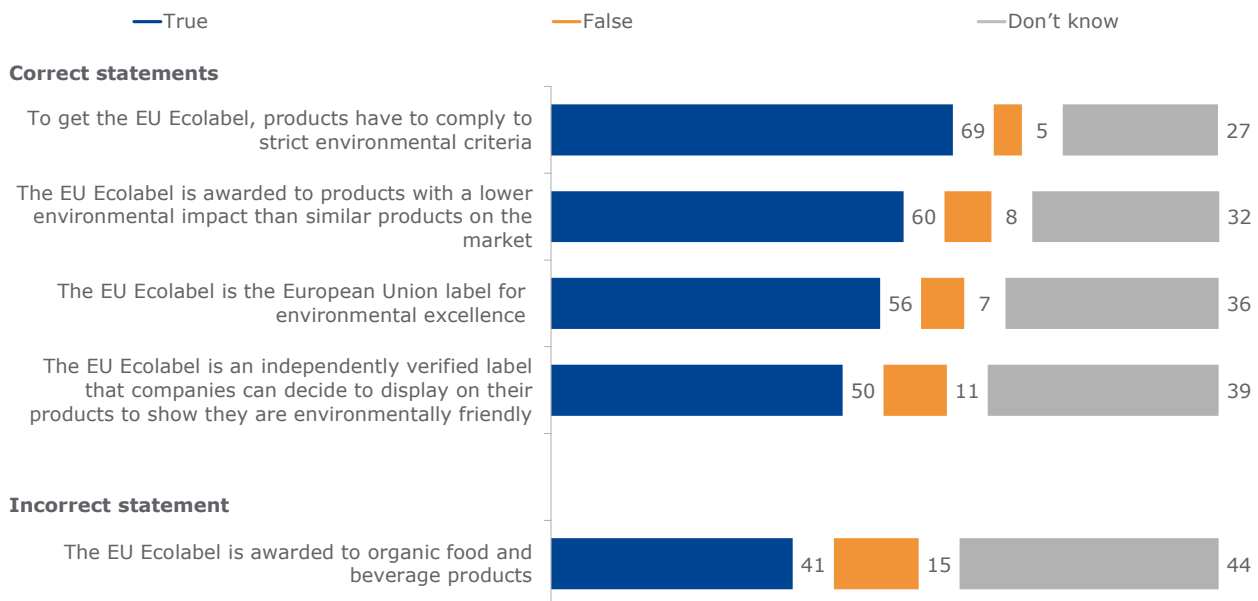 True False Don’t know
Correct statements
To get the EU Ecolabel, products have to comply to
strict environmental criteria
69 5 27
The EU Ecolabel is awarded to products with a lower
environmental impact than similar products on the
market
60 8 32
The EU Ecolabel is the European Union label for
environmental excellence
56 7 36
The EU Ecolabel is an independently verified label
that companies can decide to display on their
products to show they are environmentally friendly
50 11 39
Incorrect statement
The EU Ecolabel is awarded to organic food and
beverage products
41 15 44